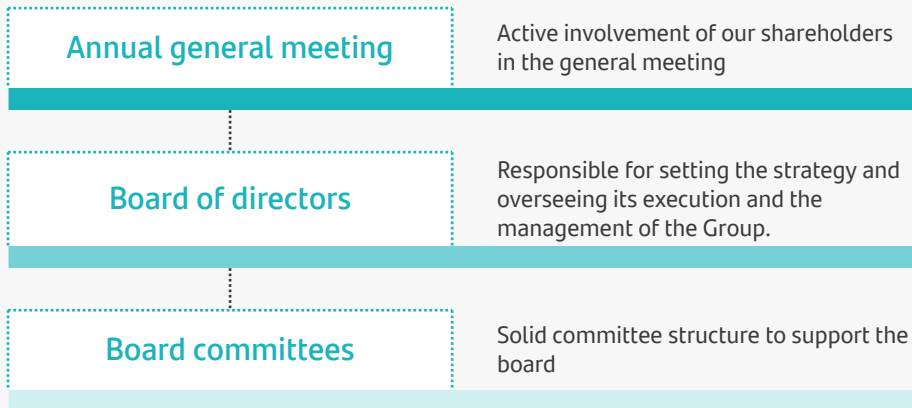 Annual general meeting
Active involvement of our shareholders
in the general meeting
Board of directors
Responsible for setting the strategy and
overseeing its execution and the
management of the Group.
Board committees
Solid committee structure to support the
board